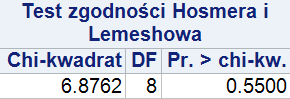 Test zgodności Hosmera i
Lemeshowa
Chi-kwadrat DF Pr. > chi-kw.
6.8762 8 0.5500